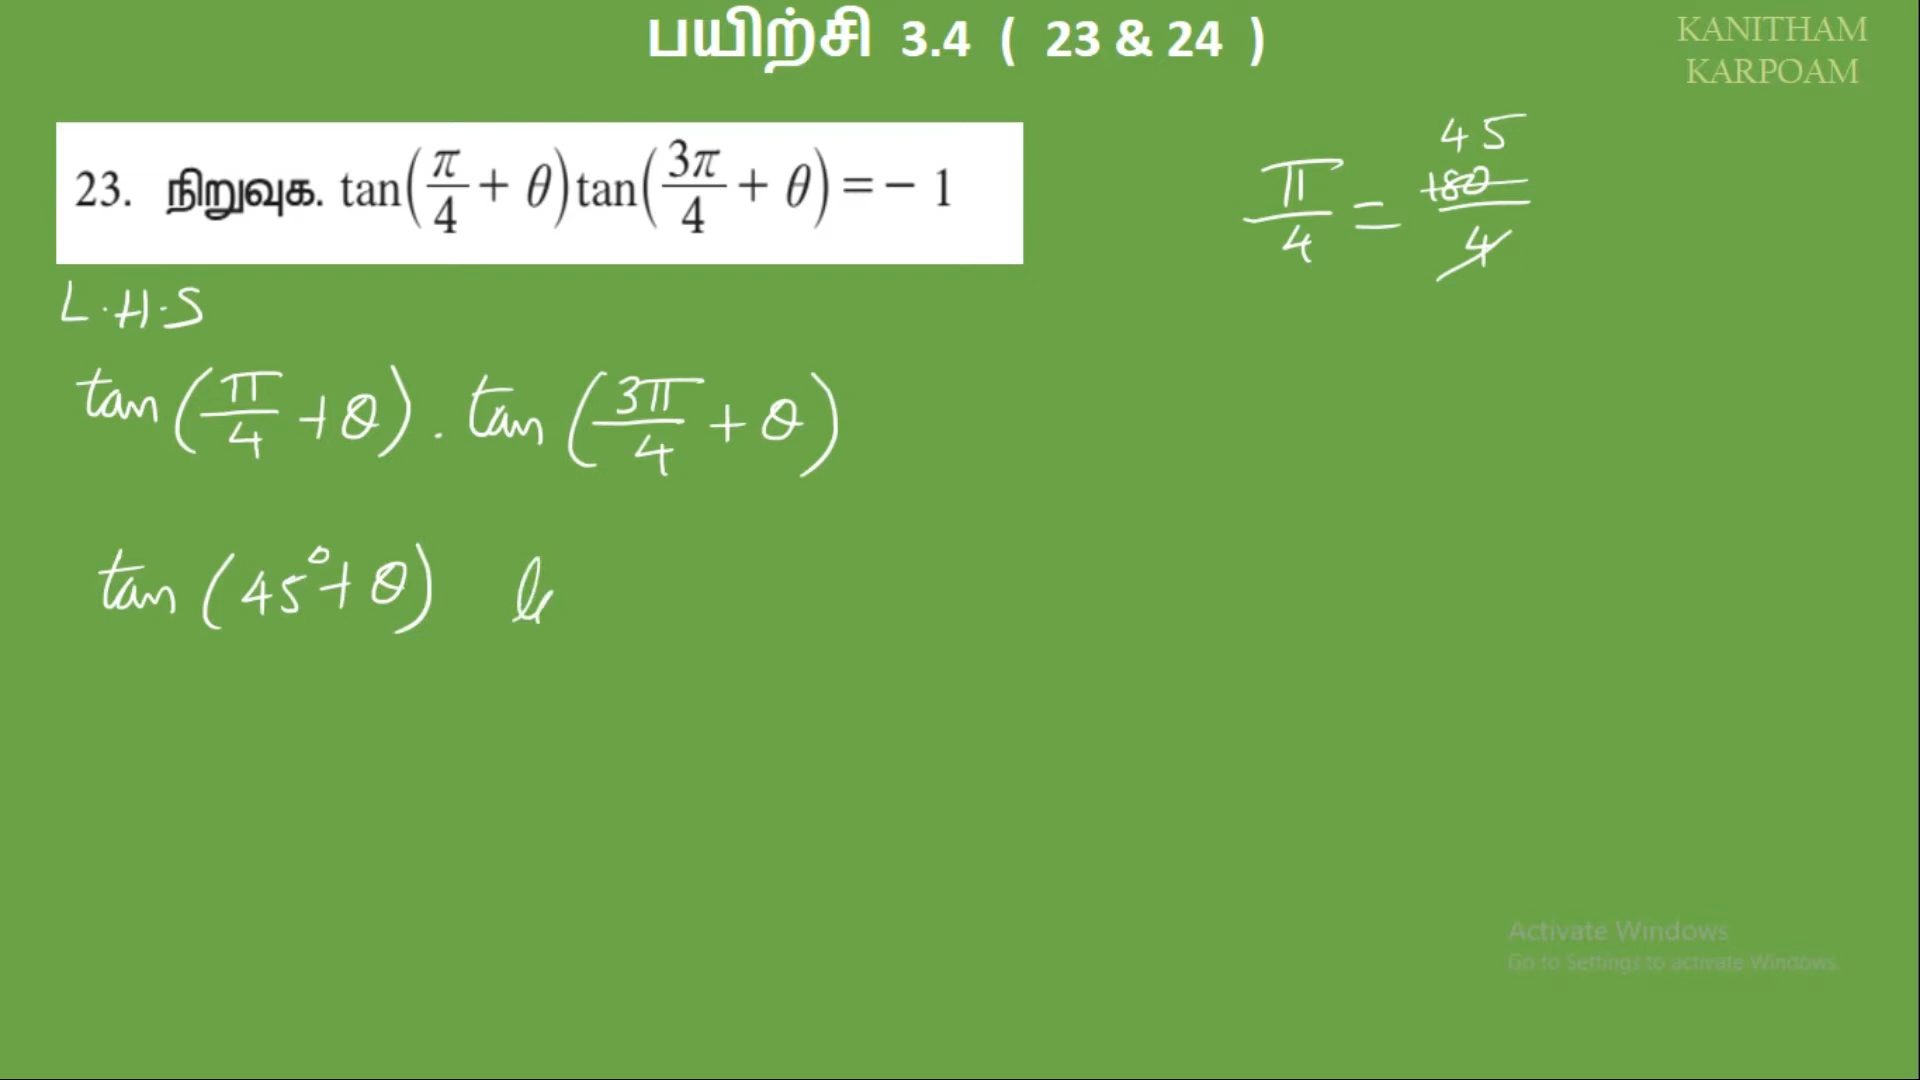 பயிற்சி 3.4 ( 23 & 24 )
KANITHAM
KARPOAM
23. நிறுவுக. tan(π/4 + θ)tan(3π/4 + θ) = − 1
π/4 = 180/4
45
L.H.S
tan(π/4 + θ) . tan(3π/4 + θ)
tan(45° + θ)
Activate Windows
Go to Settings to activate Windows.